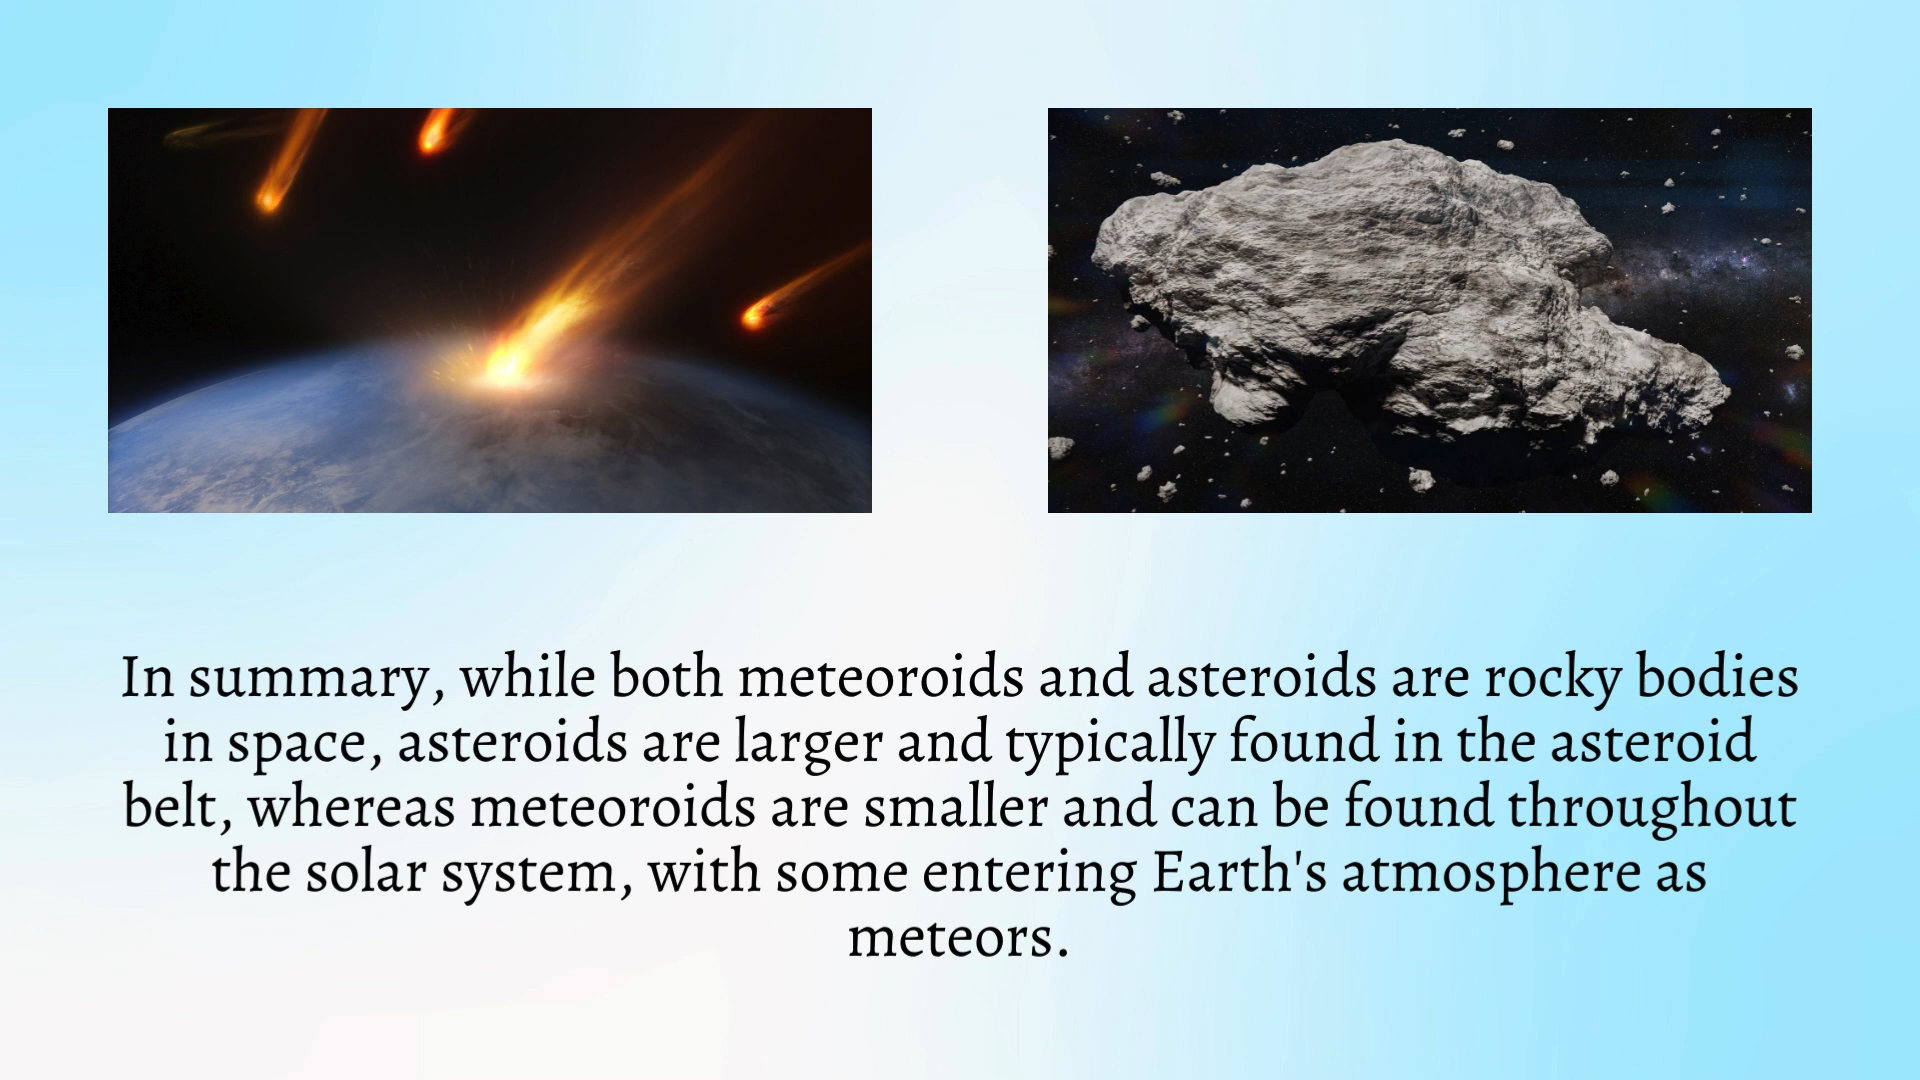 In summary, while both meteoroids and asteroids are rocky bodies
in space, asteroids are larger and typically found in the asteroid
belt, whereas meteoroids are smaller and can be found throughout
the solar system, with some entering Earth's atmosphere as
meteors.